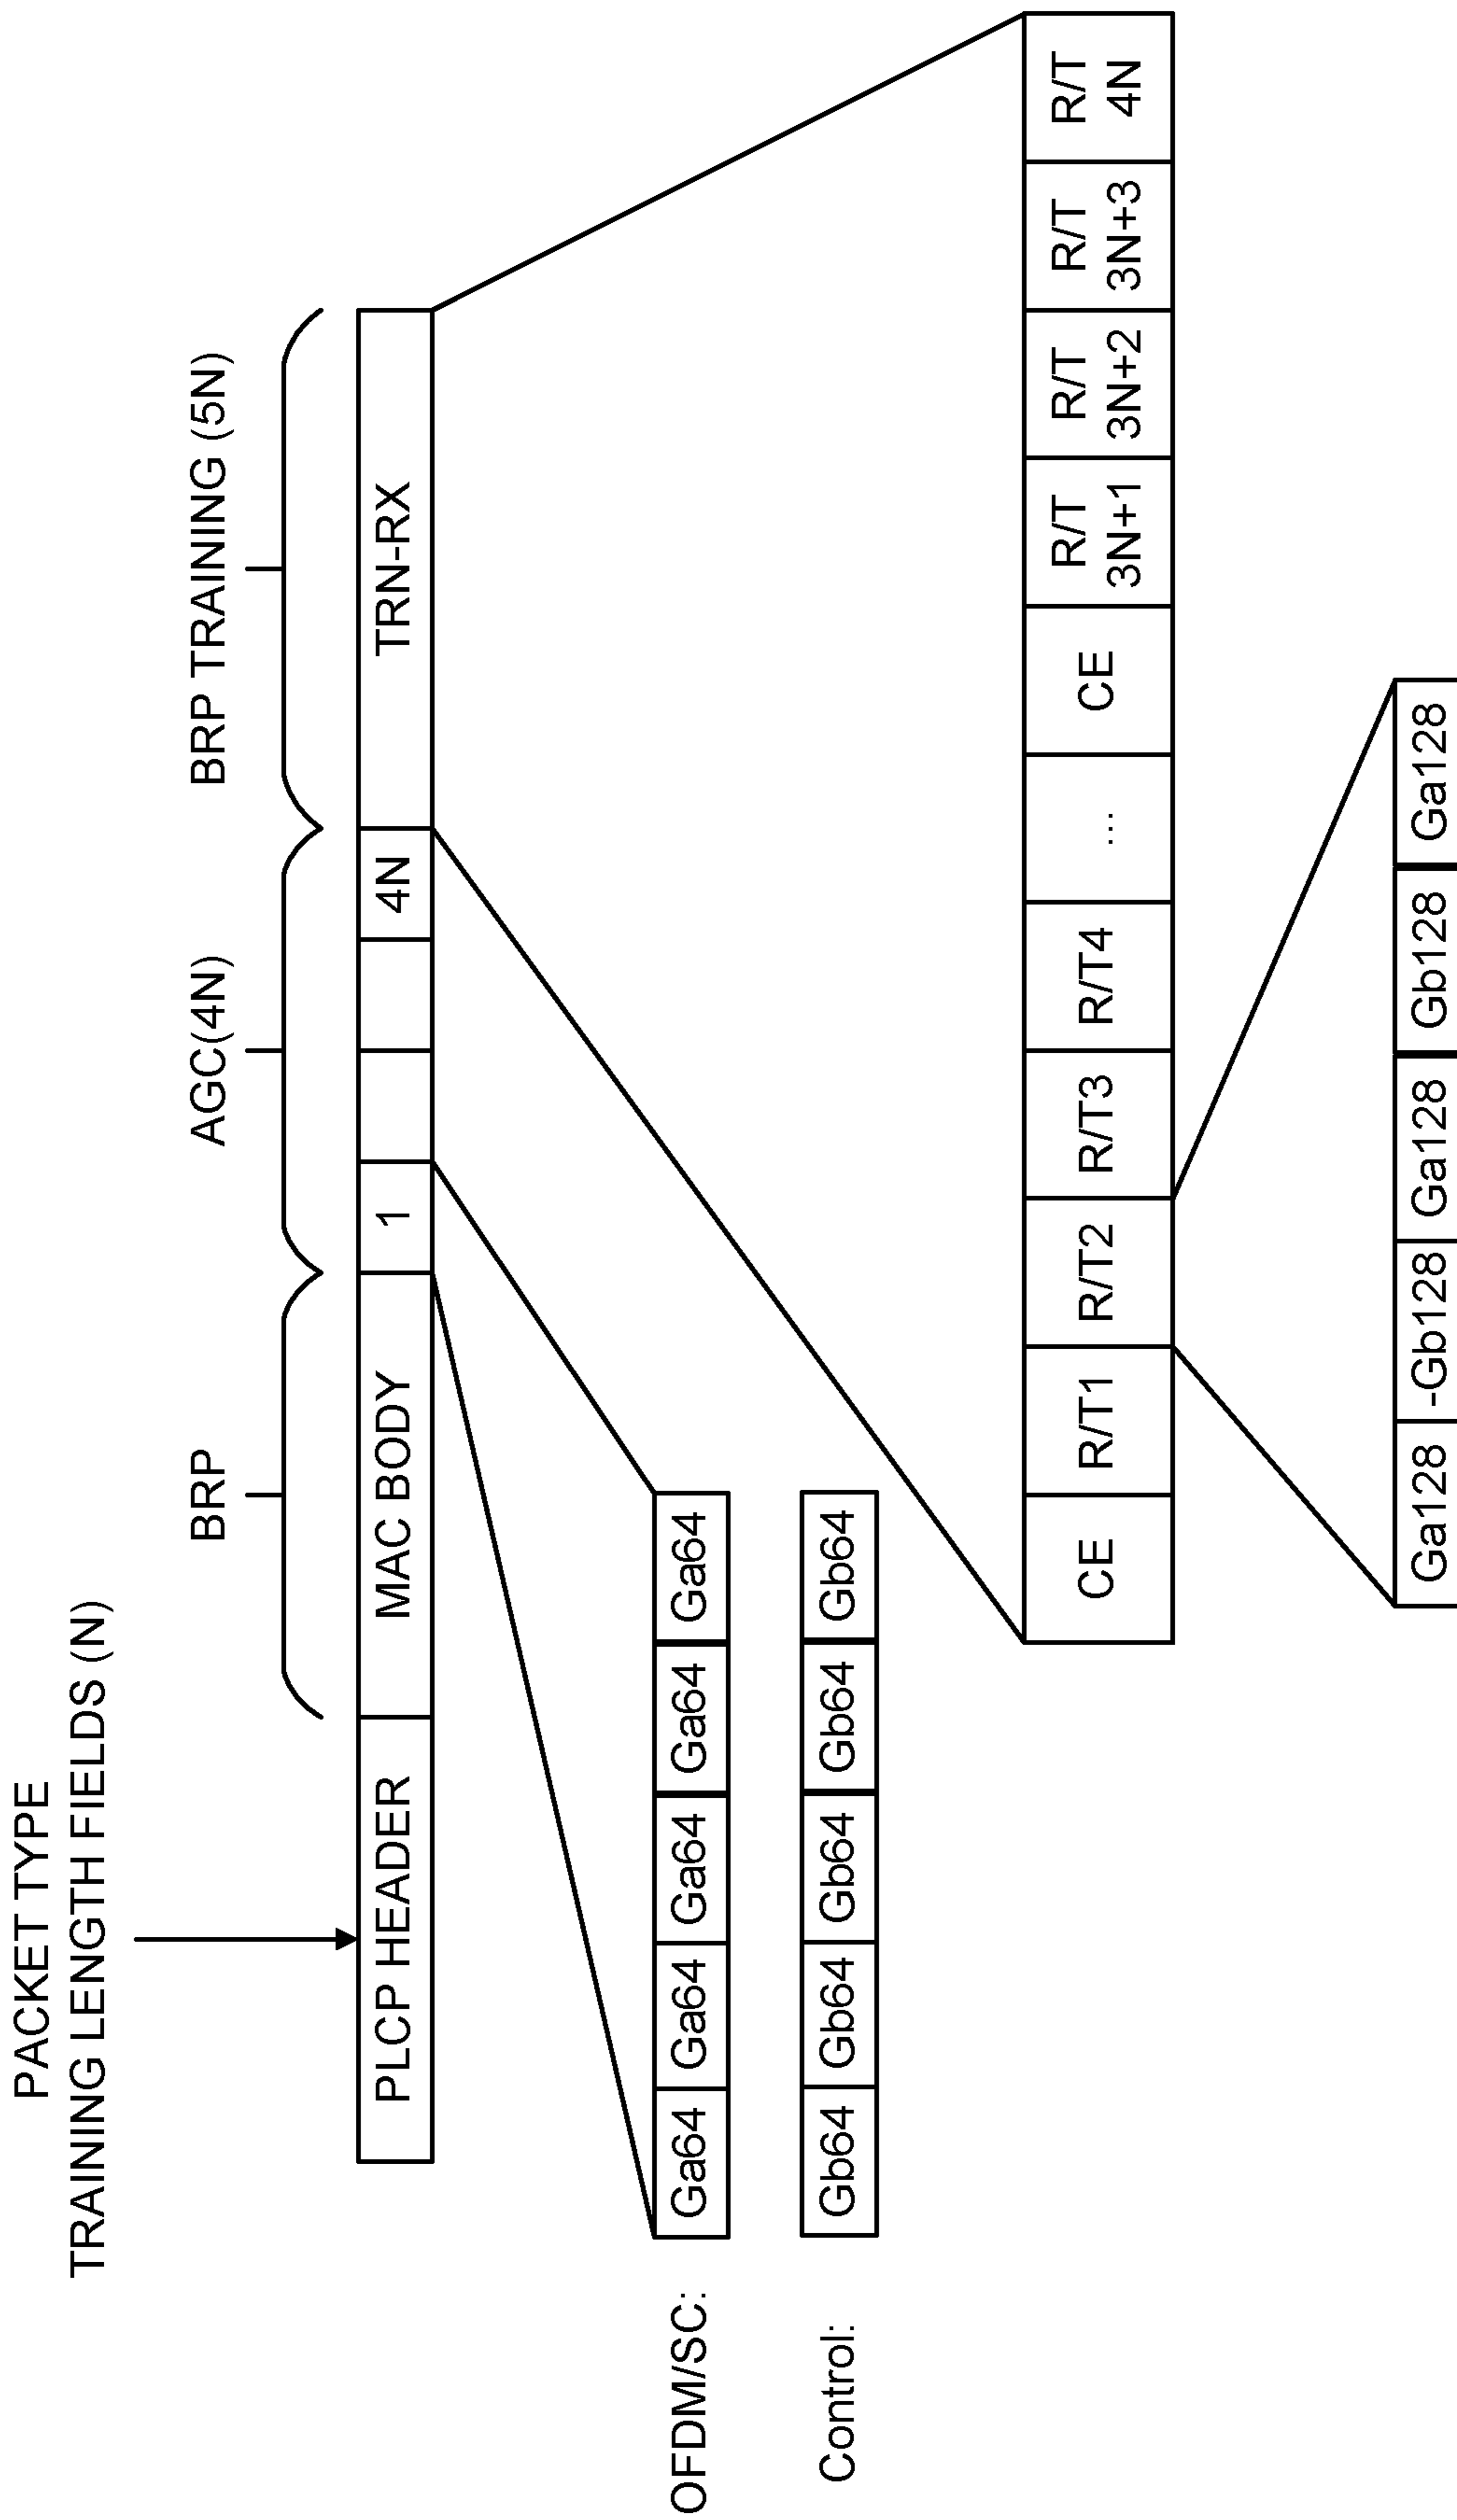 PACKET TYPE
TRAINING LENGTH FIELDS (N)
BRP
AGC(4N)
BRP TRAINING (5N)
PLCP HEADER
MAC BODY
1
4N
TRN-RX
OFDM/SC:
Ga64
Ga64
Ga64
Ga64
Ga64
Control:
Gb64
Gb64
Gb64
Gb64
Gb64
CE
R/T1
R/T2
R/T3
R/T4
...
CE
R/T
3N+1
R/T
3N+2
R/T
3N+3
R/T
4N
Ga128
-Gb128
Ga128
Gb128
Ga128